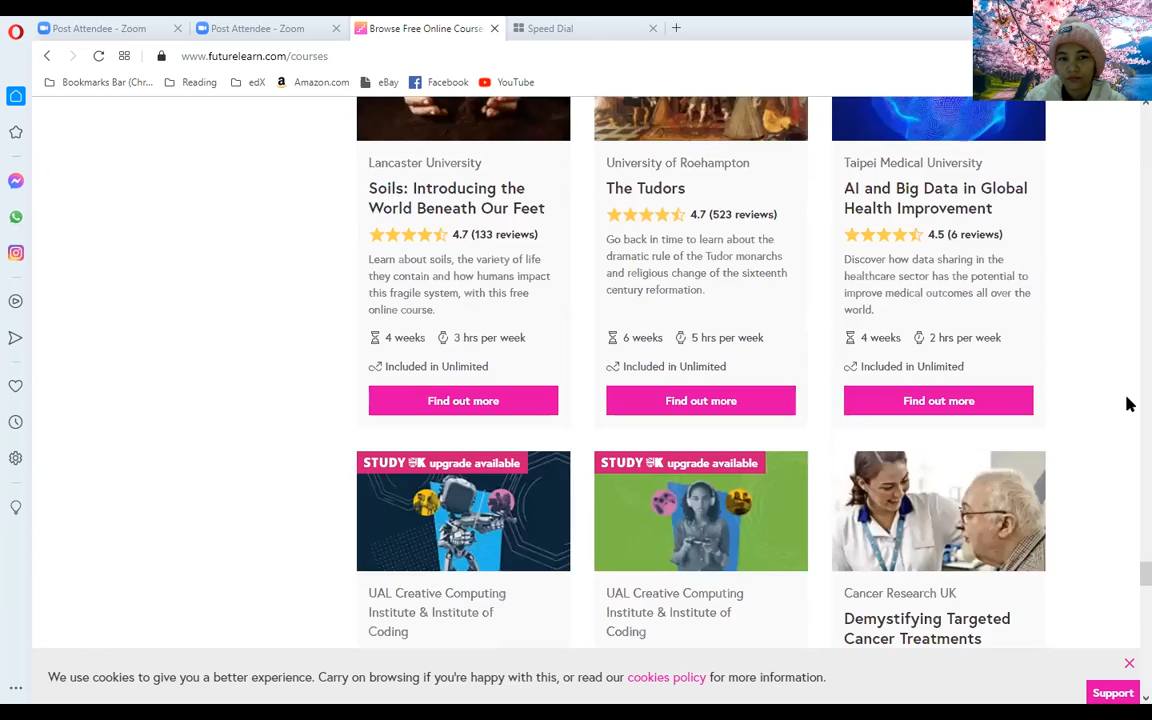 Post Attendee - Zoom
Post Attendee - Zoom
Browse Free Online Course
Speed Dial
www.futurelearn.com/courses
Bookmarks Bar (Chr...
Reading
edX
Amazon.com
eBay
Facebook
YouTube
Lancaster University
Soils: Introducing the
World Beneath Our Feet
4.7 (133 reviews)
Learn about soils, the variety of life
they contain and how humans impact
this fragile system, with this free
online course.
4 weeks 3 hrs per week
Included in Unlimited
Find out more
University of Roehampton
The Tudors
4.7 (523 reviews)
Go back in time to learn about the
dramatic rule of the Tudor monarchs
and religious change of the sixteenth
century reformation.
6 weeks 5 hrs per week
Included in Unlimited
Find out more
Taipei Medical University
AI and Big Data in Global
Health Improvement
4.5 (6 reviews)
Discover how data sharing in the
healthcare sector has the potential to
improve medical outcomes all over the
world.
4 weeks 2 hrs per week
Included in Unlimited
Find out more
STUDY UK upgrade available
UAL Creative Computing
Institute & Institute of
Coding
STUDY UK upgrade available
UAL Creative Computing
Institute & Institute of
Coding
Cancer Research UK
Demystifying Targeted
Cancer Treatments
We use cookies to give you a better experience. Carry on browsing if you're happy with this, or read our cookies policy for more information.
Support